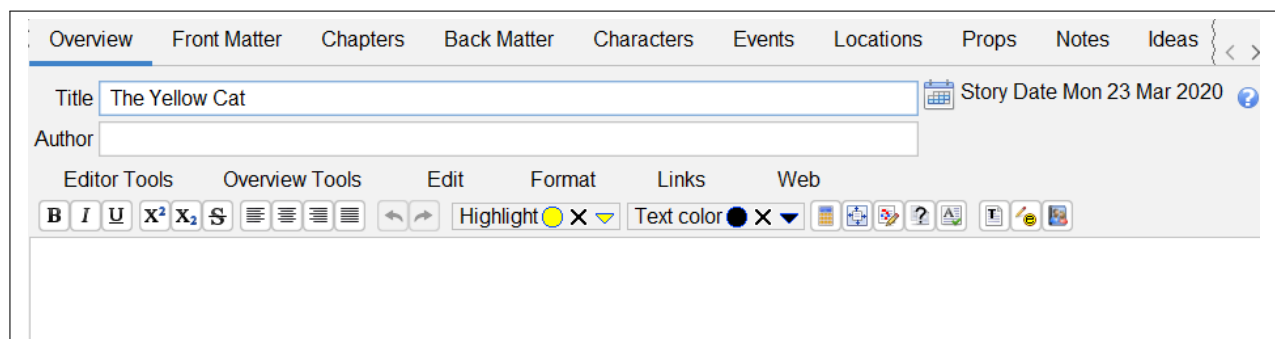 Overview Front Matter Chapters Back Matter Characters Events Locations Props Notes Ideas
Title The Yellow Cat Story Date Mon 23 Mar 2020
Author
Editor Tools Overview Tools Edit Format Links Web
B I U X² X₂ S Highlight Text color